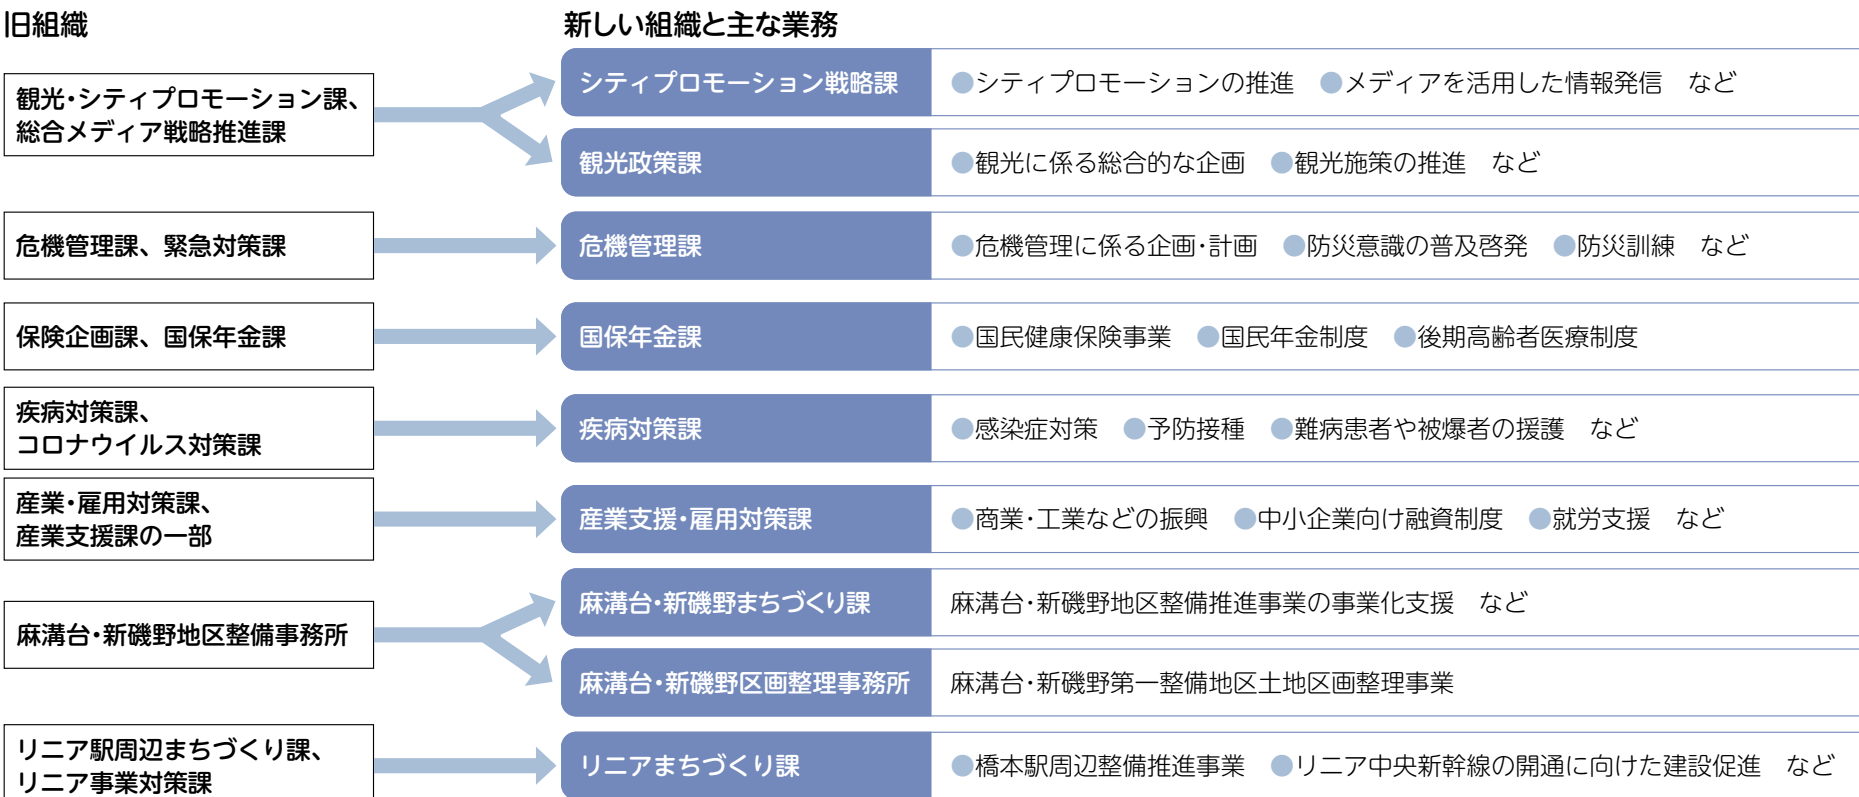 旧組織
新しい組織と主な業務
観光・シティプロモーション課、
総合メディア戦略推進課
シティプロモーション戦略課
●シティプロモーションの推進　●メディアを活用した情報発信　など
観光政策課
●観光に係る総合的な企画　●観光施策の推進　など
危機管理課、緊急対策課
危機管理課
●危機管理に係る企画・計画　●防災意識の普及啓発　●防災訓練　など
保険企画課、国保年金課
国保年金課
●国民健康保険事業　●国民年金制度　●後期高齢者医療制度
疾病対策課、
コロナウイルス対策課
疾病対策課
●感染症対策　●予防接種　●難病患者や被爆者の援護　など
産業・雇用対策課、
産業支援課の一部
産業支援・雇用対策課
●商業・工業などの振興　●中小企業向け融資制度　●就労支援　など
麻溝台・新磯野地区整備事務所
麻溝台・新磯野まちづくり課
麻溝台・新磯野地区整備推進事業の事業化支援　など
麻溝台・新磯野区画整理事務所
麻溝台・新磯野第一整備地区土地区画整理事業
リニア駅周辺まちづくり課、
リニア事業対策課
リニアまちづくり課
●橋本駅周辺整備推進事業　●リニア中央新幹線の開通に向けた建設促進　など